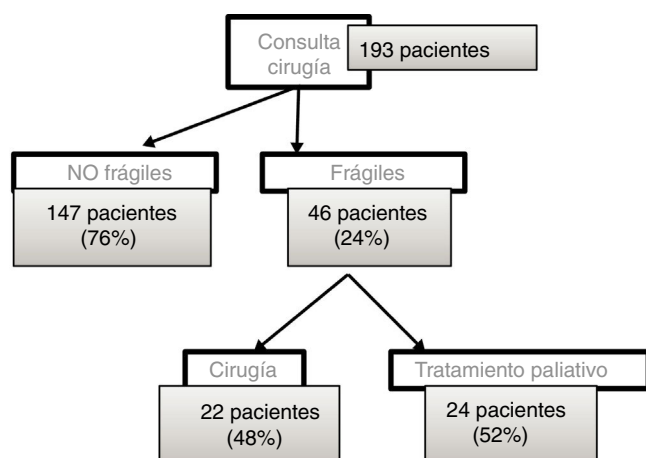 Consulta
cirugía
193 pacientes
NO frágiles
147 pacientes
(76%)
Frágiles
46 pacientes
(24%)
Cirugía
22 pacientes
(48%)
Tratamiento paliativo
24 pacientes
(52%)